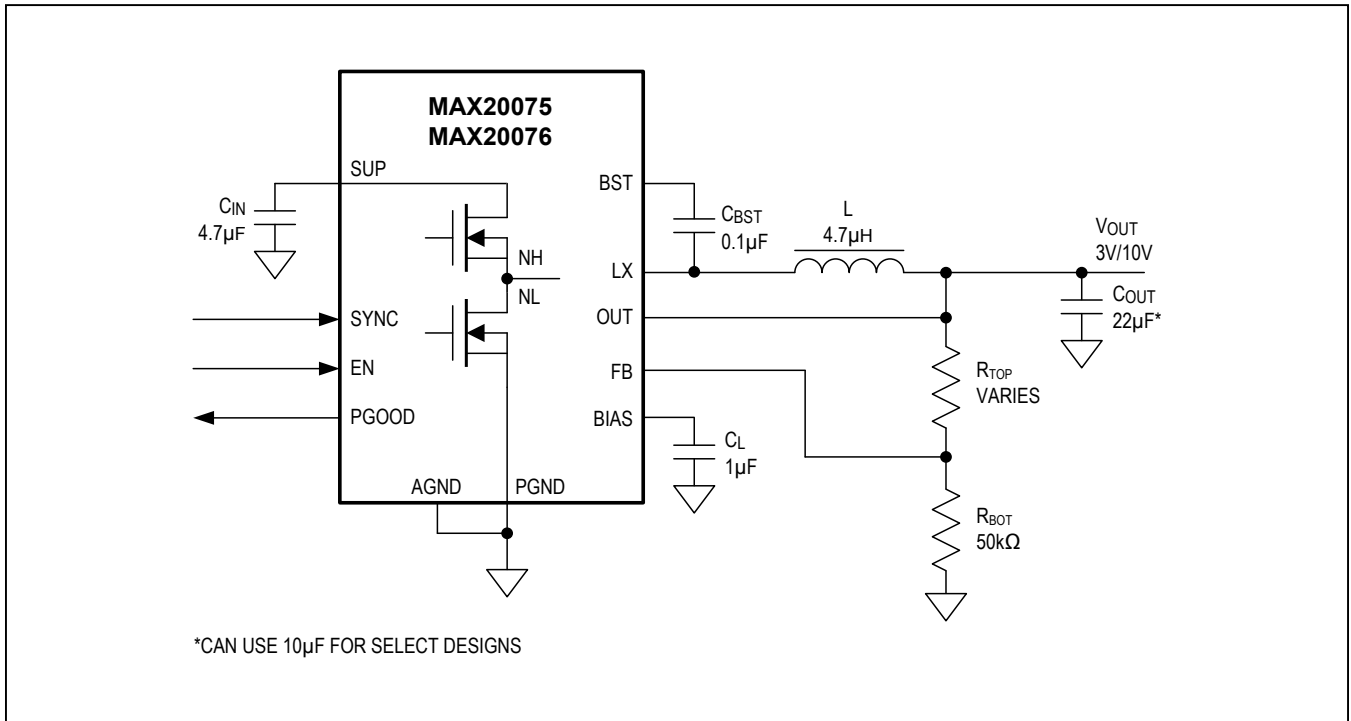 MAX20075
MAX20076
SUP
CIN
4.7µF
SYNC
EN
PGOOD
AGND
PGND
NH
NL
BST
LX
OUT
FB
BIAS
CBST
0.1µF
L
4.7µH
CL
1µF
VOUT
3V/10V
COUT
22µF*
RTOP
VARIES
RBOT
50kΩ
*CAN USE 10µF FOR SELECT DESIGNS